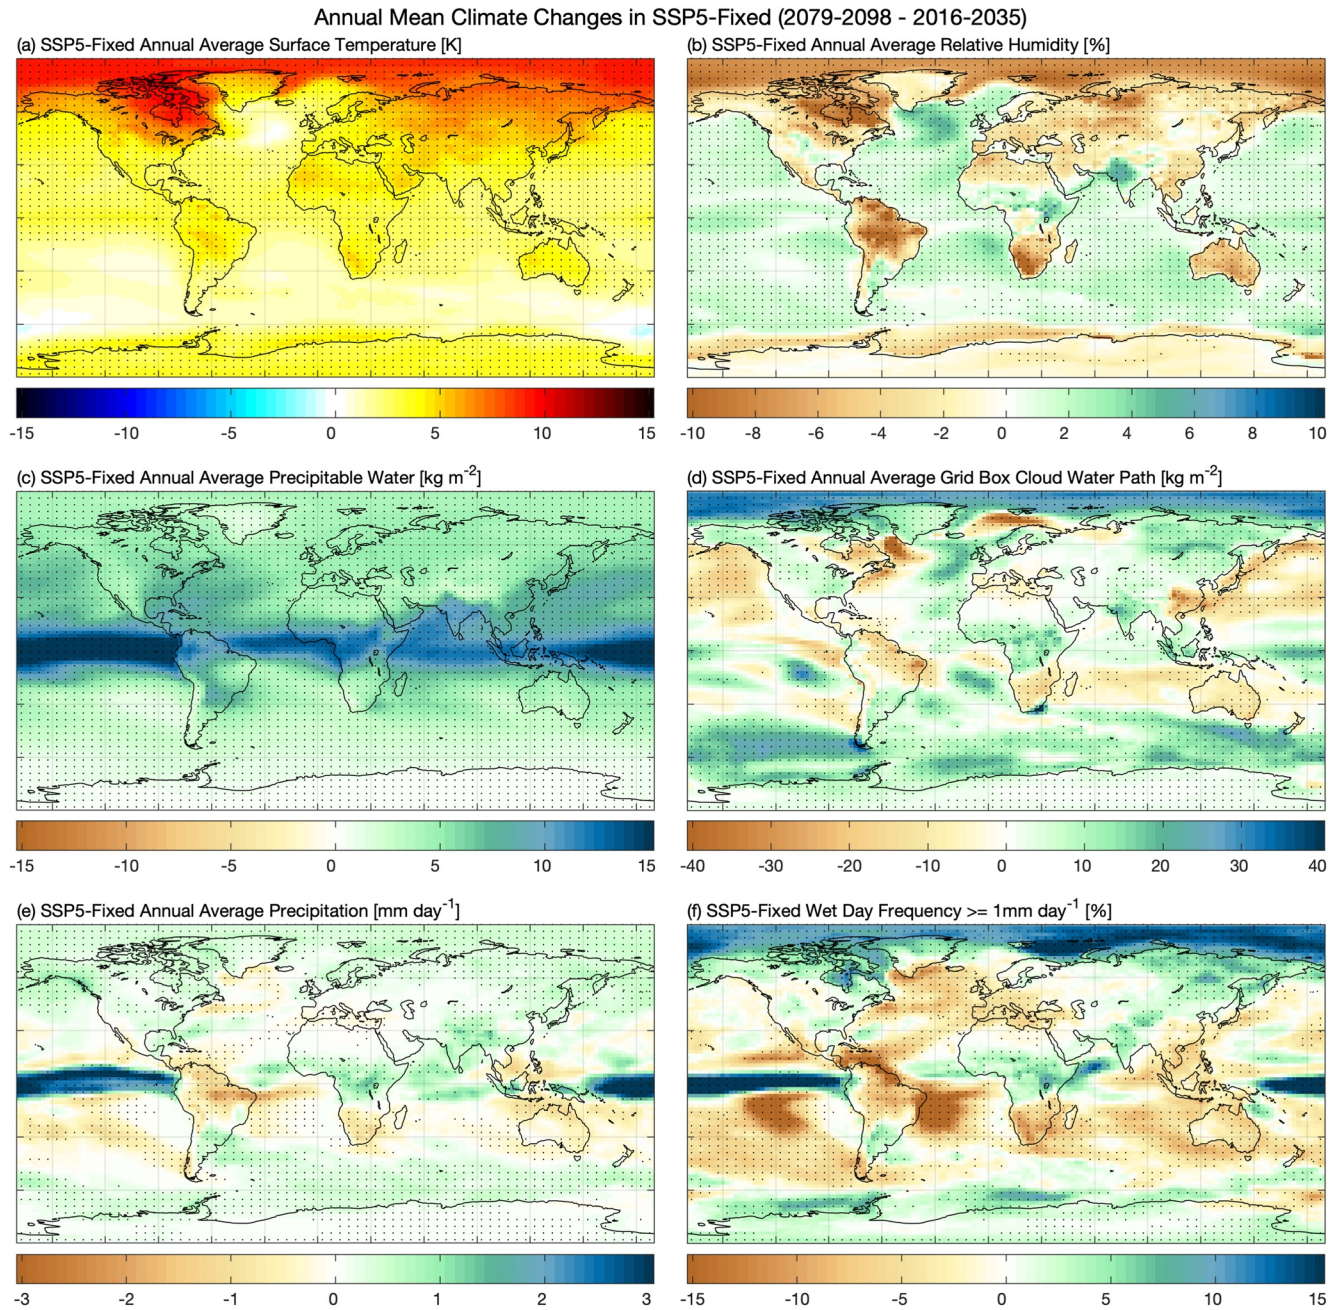 Annual Mean Climate Changes in SSP5-Fixed (2079-2098 - 2016-2035)
(a) SSP5-Fixed Annual Average Surface Temperature [K]
-15 -10 -5 0 5 10 15
(b) SSP5-Fixed Annual Average Relative Humidity [%]
-10 -8 -6 -4 -2 0 2 4 6 8 10
(c) SSP5-Fixed Annual Average Precipitable Water [kg m⁻²]
-15 -10 -5 0 5 10 15
(d) SSP5-Fixed Annual Average Grid Box Cloud Water Path [kg m⁻²]
-40 -30 -20 -10 0 10 20 30 40
(e) SSP5-Fixed Annual Average Precipitation [mm day⁻¹]
-3 -2 -1 0 1 2 3
(f) SSP5-Fixed Wet Day Frequency >= 1mm day⁻¹ [%]
-15 -10 -5 0 5 10 15